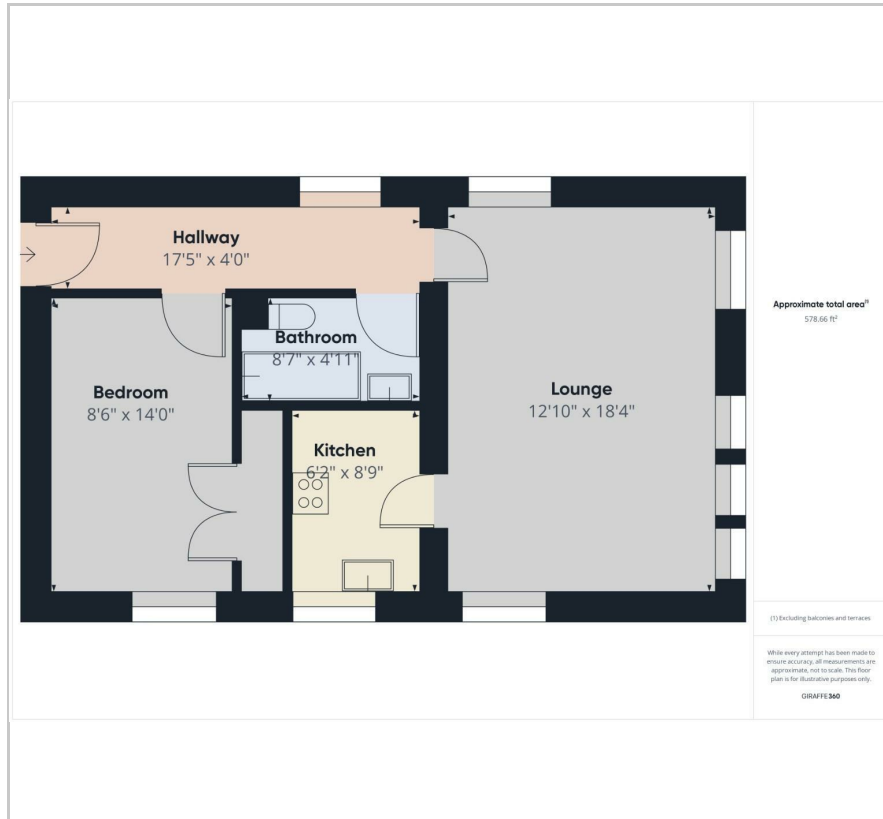 Hallway
17'5" x 4'0"
Bathroom
8'7" x 4'11"
Bedroom
8'6" x 14'0"
Lounge
12'10" x 18'4"
Kitchen
6'2" x 8'9"
Approximate total area⁽¹⁾
578.66 ft²
(1) Excluding balconies and terraces
While every attempt has been made to
ensure accuracy, all measurements are
approximate, not to scale. This floor
plan is for illustrative purposes only.
GIRAFFE360